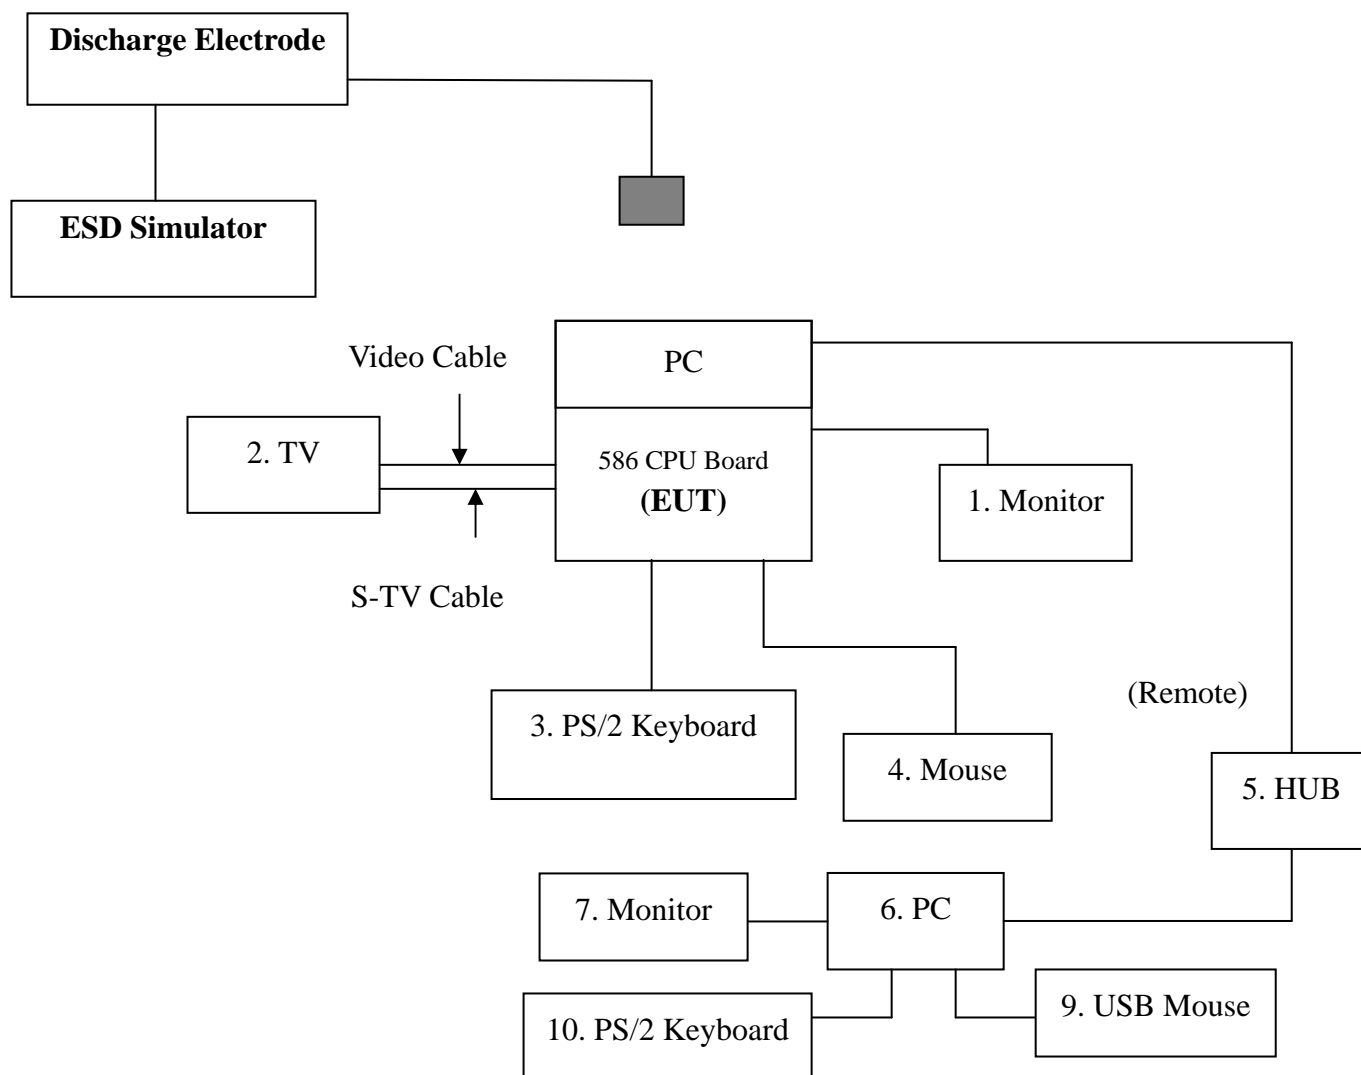 Discharge Electrode
ESD Simulator
PC
Video Cable
2. TV
586 CPU Board
(EUT)
1. Monitor
S-TV Cable
(Remote)
3. PS/2 Keyboard
4. Mouse
5. HUB
7. Monitor
6. PC
9. USB Mouse
10. PS/2 Keyboard